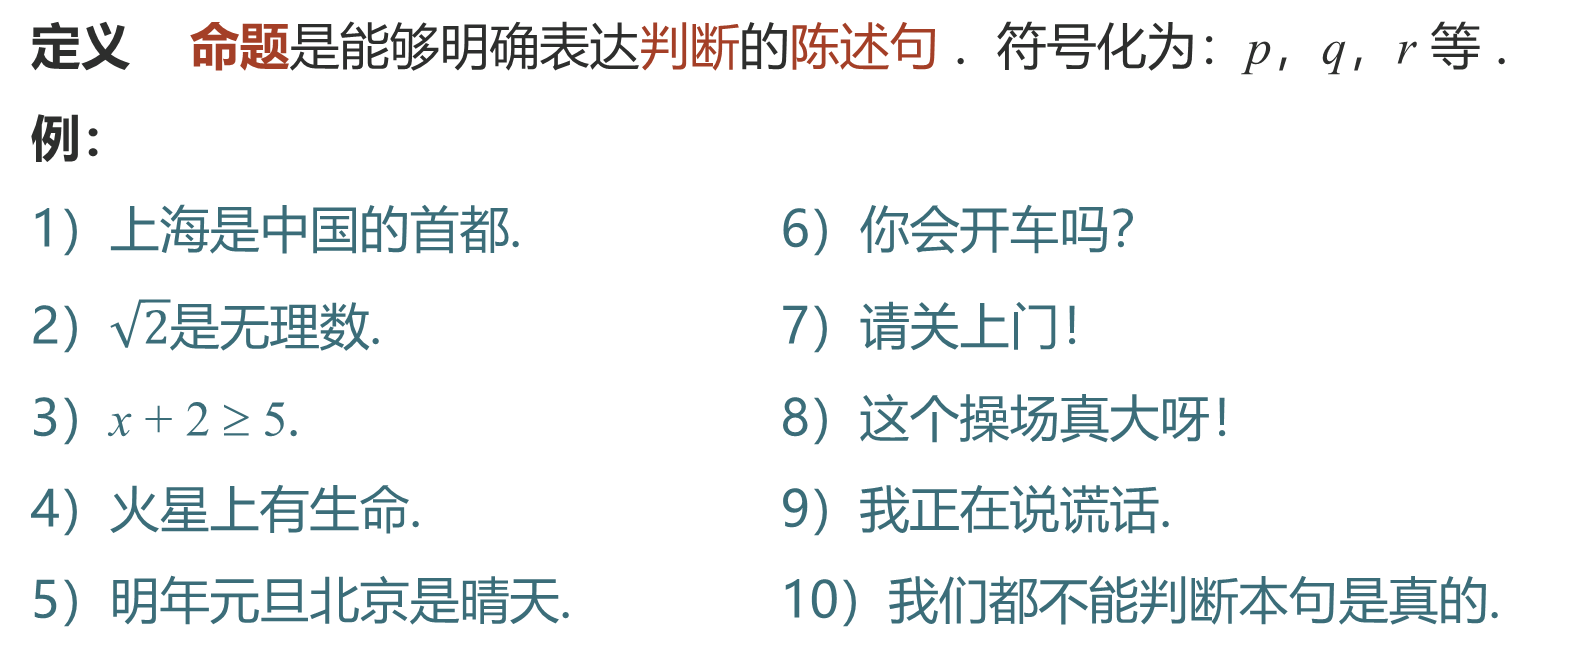 定义 命题是能够明确表达判断的陈述句．符号化为：p，q，r 等．
例：
1）上海是中国的首都.
2）√2是无理数.
3）x + 2 ≥ 5.
4）火星上有生命.
5）明年元旦北京是晴天.
6）你会开车吗？
7）请关上门！
8）这个操场真大呀！
9）我正在说谎话.
10）我们都不能判断本句是真的.